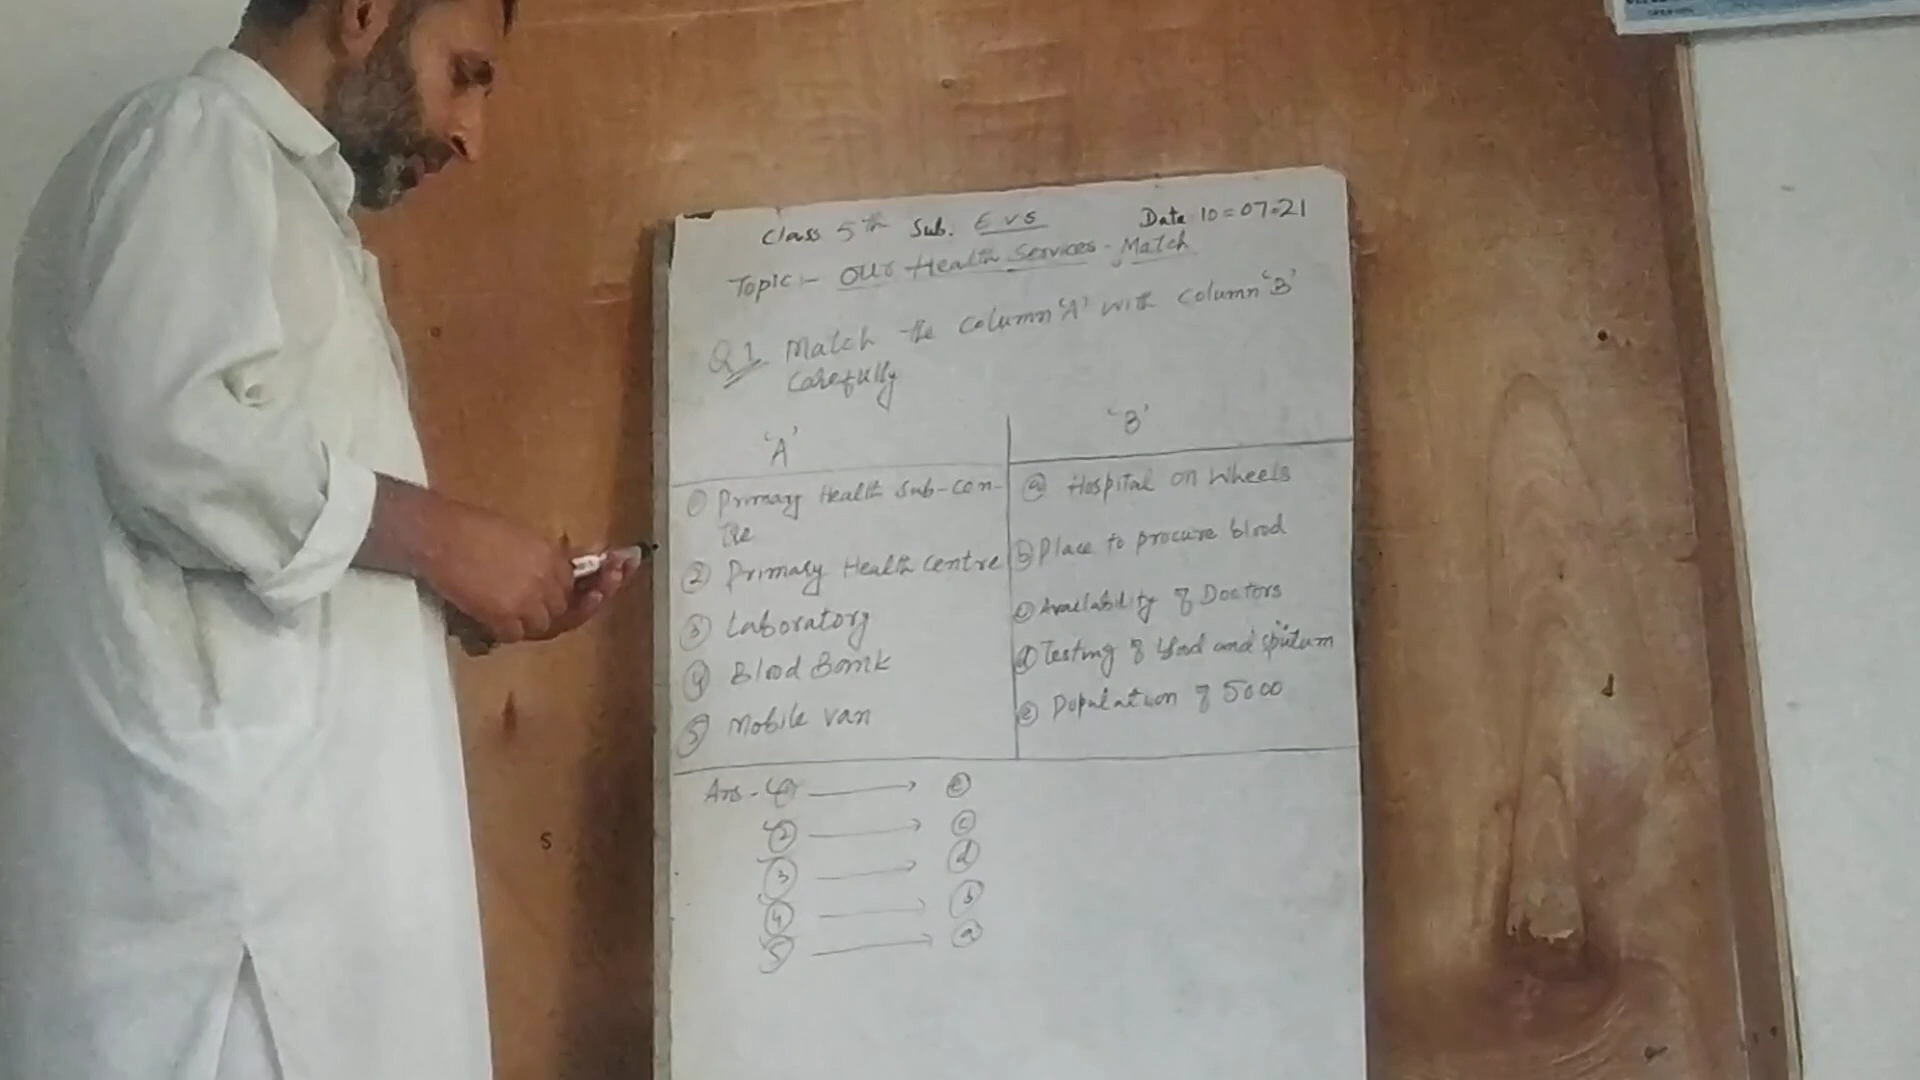 Class 5th Sub. EVS Date 10=07=21
Topic:- Our Health Services - Match
Q1 Match the column 'A' with column 'B'
Carefully
'A' 'B'
① Primary Health Sub-cen- ⓐ Hospital on Wheels
tre
② Primary Health Centre ⓑ Place to procure blood
③ Laboratory ⓒ Availability of Doctors
④ Blood Bank ⓓ Testing of blood and sputum
⑤ Mobile van ⓔ Population of 5000
Ans - ① → ⓔ
② → ⓒ
③ → ⓓ
④ → ⓑ
⑤ → ⓐ